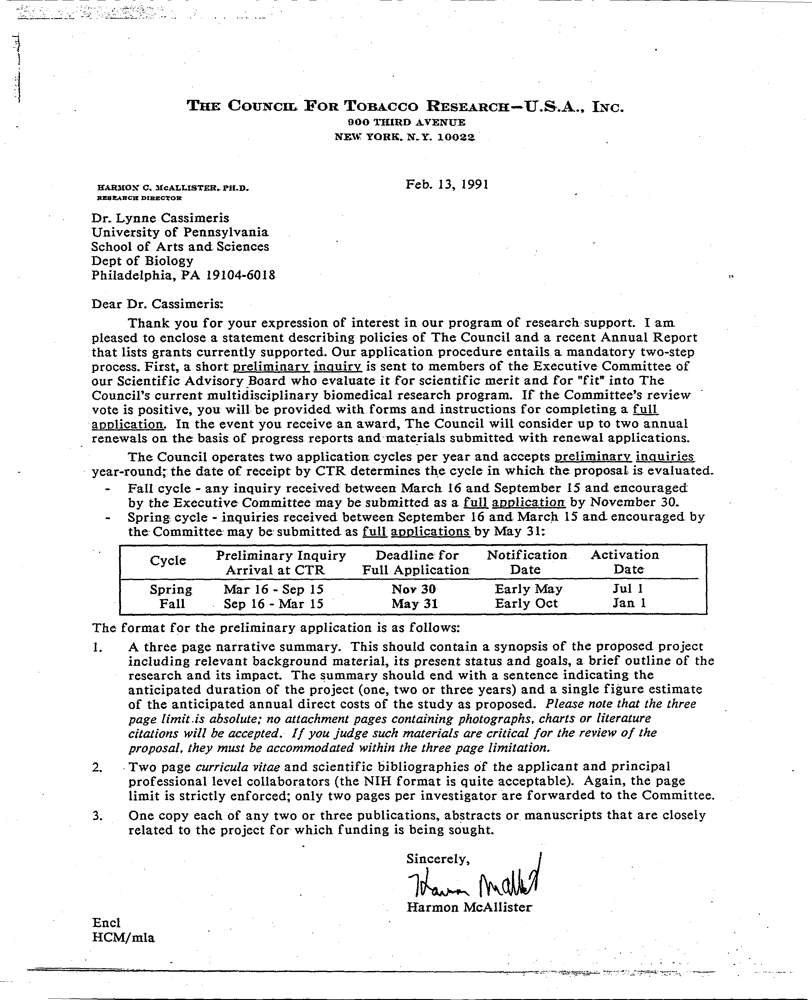 THE COUNCIL FOR TOBACCO RESEARCH—U.S.A., INC.
900 THIRD AVENUE
NEW YORK, N.Y. 10022
HARMON C. McALLISTER, PH.D.
RESEARCH DIRECTOR
Feb. 13, 1991
Dr. Lynne Cassimeris
University of Pennsylvania
School of Arts and Sciences
Dept of Biology
Philadelphia, PA 19104-6018
Dear Dr. Cassimeris:
Thank you for your expression of interest in our program of research support. I am
pleased to enclose a statement describing policies of The Council and a recent Annual Report
that lists grants currently supported. Our application procedure entails a mandatory two-step
process. First, a short preliminary inquiry is sent to members of the Executive Committee of
our Scientific Advisory Board who evaluate it for scientific merit and for "fit" into The
Council's current multidisciplinary biomedical research program. If the Committee's review
vote is positive, you will be provided with forms and instructions for completing a full
application. In the event you receive an award, The Council will consider up to two annual
renewals on the basis of progress reports and materials submitted with renewal applications.
The Council operates two application cycles per year and accepts preliminary inquiries
year-round; the date of receipt by CTR determines the cycle in which the proposal is evaluated.
- Fall cycle - any inquiry received between March 16 and September 15 and encouraged
by the Executive Committee may be submitted as a full application by November 30.
- Spring cycle - inquiries received between September 16 and March 15 and encouraged by
the Committee may be submitted as full applications by May 31:
Cycle Preliminary Inquiry Arrival at CTR Deadline for Full Application Notification Date Activation Date
Spring Mar 16 - Sep 15 Nov 30 Early May Jul 1
Fall Sep 16 - Mar 15 May 31 Early Oct Jan 1
The format for the preliminary application is as follows:
1. A three page narrative summary. This should contain a synopsis of the proposed project
including relevant background material, its present status and goals, a brief outline of the
research and its impact. The summary should end with a sentence indicating the
anticipated duration of the project (one, two or three years) and a single figure estimate
of the anticipated annual direct costs of the study as proposed. Please note that the three
page limit is absolute; no attachment pages containing photographs, charts or literature
citations will be accepted. If you judge such materials are critical for the review of the
proposal, they must be accommodated within the three page limitation.
2. Two page curricula vitae and scientific bibliographies of the applicant and principal
professional level collaborators (the NIH format is quite acceptable). Again, the page
limit is strictly enforced; only two pages per investigator are forwarded to the Committee.
3. One copy each of any two or three publications, abstracts or manuscripts that are closely
related to the project for which funding is being sought.
Sincerely,
Harmon McAllister
Encl
HCM/mla